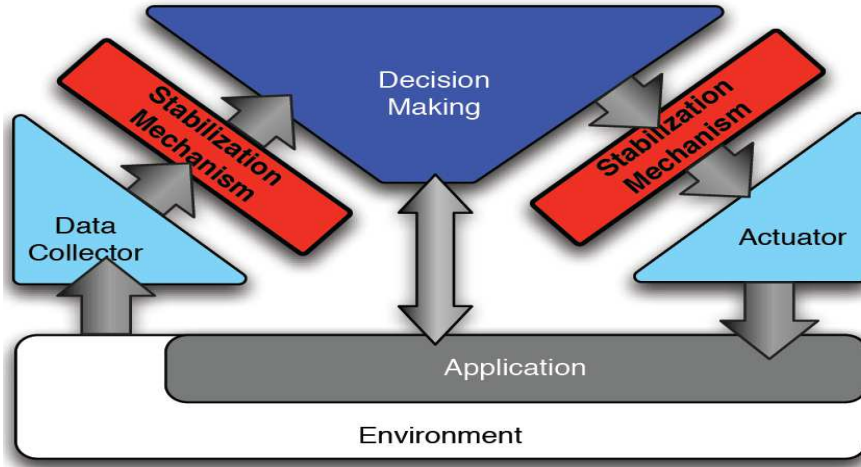 Decision
Making
Stabilization
Mechanism
Stabilization
Mechanism
Data
Collector
Actuator
Application
Environment